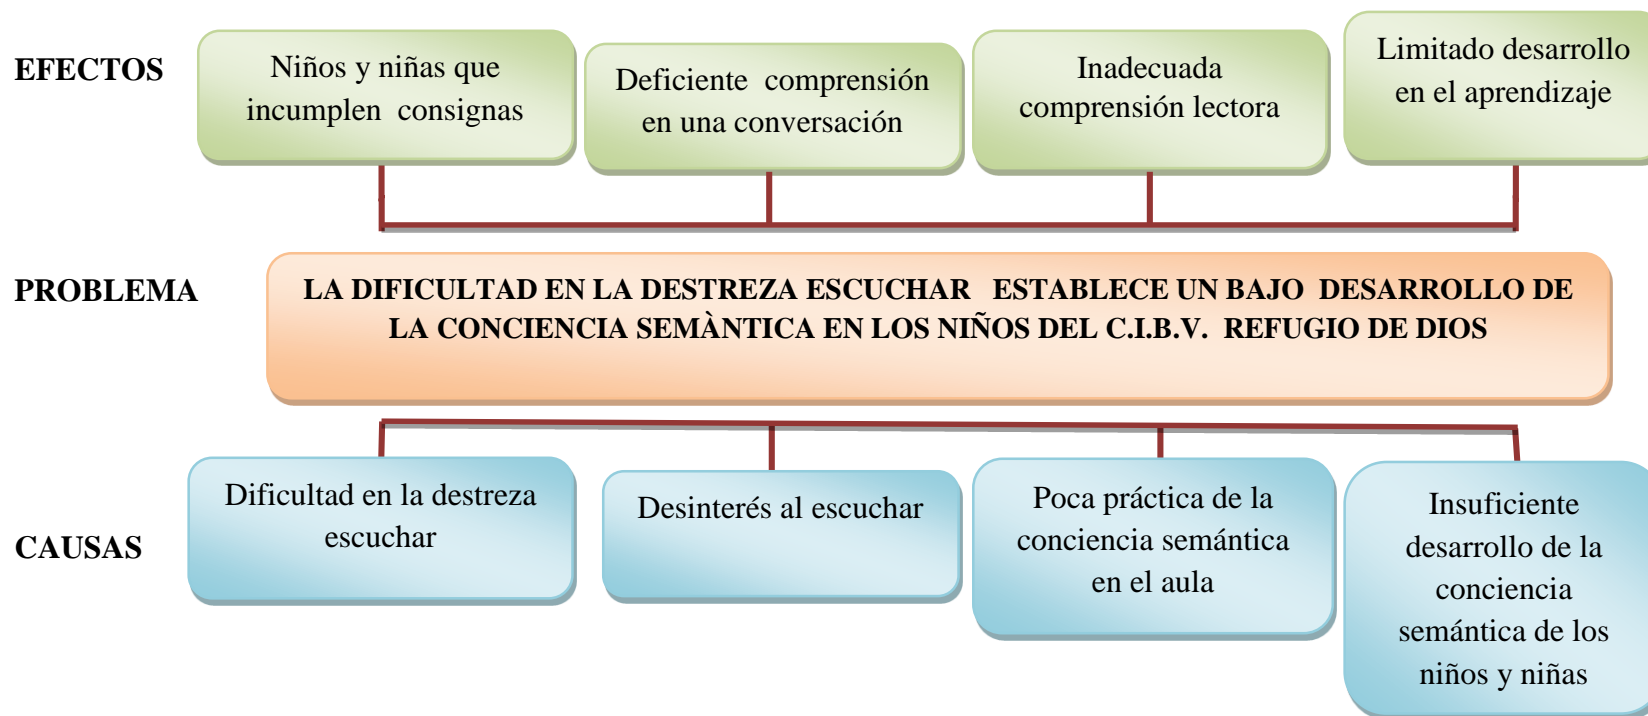 EFECTOS
Niños y niñas que
incumplen consignas
Deficiente comprensión
en una conversación
Inadecuada
comprensión lectora
Limitado desarrollo
en el aprendizaje
PROBLEMA
LA DIFICULTAD EN LA DESTREZA ESCUCHAR ESTABLECE UN BAJO DESARROLLO DE
LA CONCIENCIA SEMÀNTICA EN LOS NIÑOS DEL C.I.B.V. REFUGIO DE DIOS
CAUSAS
Dificultad en la destreza
escuchar
Desinterés al escuchar
Poca práctica de la
conciencia semántica
en el aula
Insuficiente
desarrollo de la
conciencia
semántica de los
niños y niñas